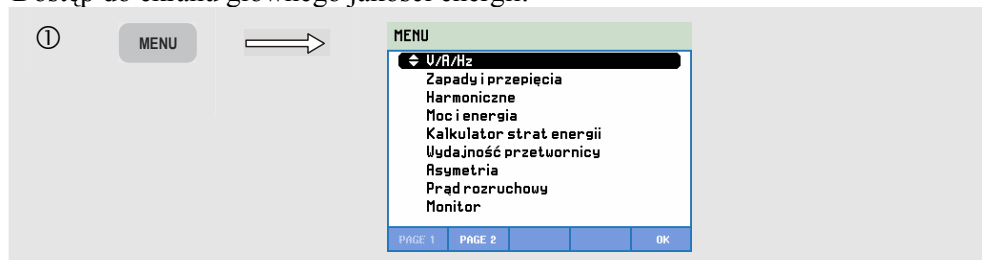 Dostęp do ekranu głównego jakości energii:
① MENU
MENU
V/A/Hz
Zapady i przepięcia
Harmoniczne
Moc i energia
Kalkulator strat energii
Wydajność przetwornicy
Asymetria
Prąd rozruchowy
Monitor
PAGE 1 PAGE 2 OK